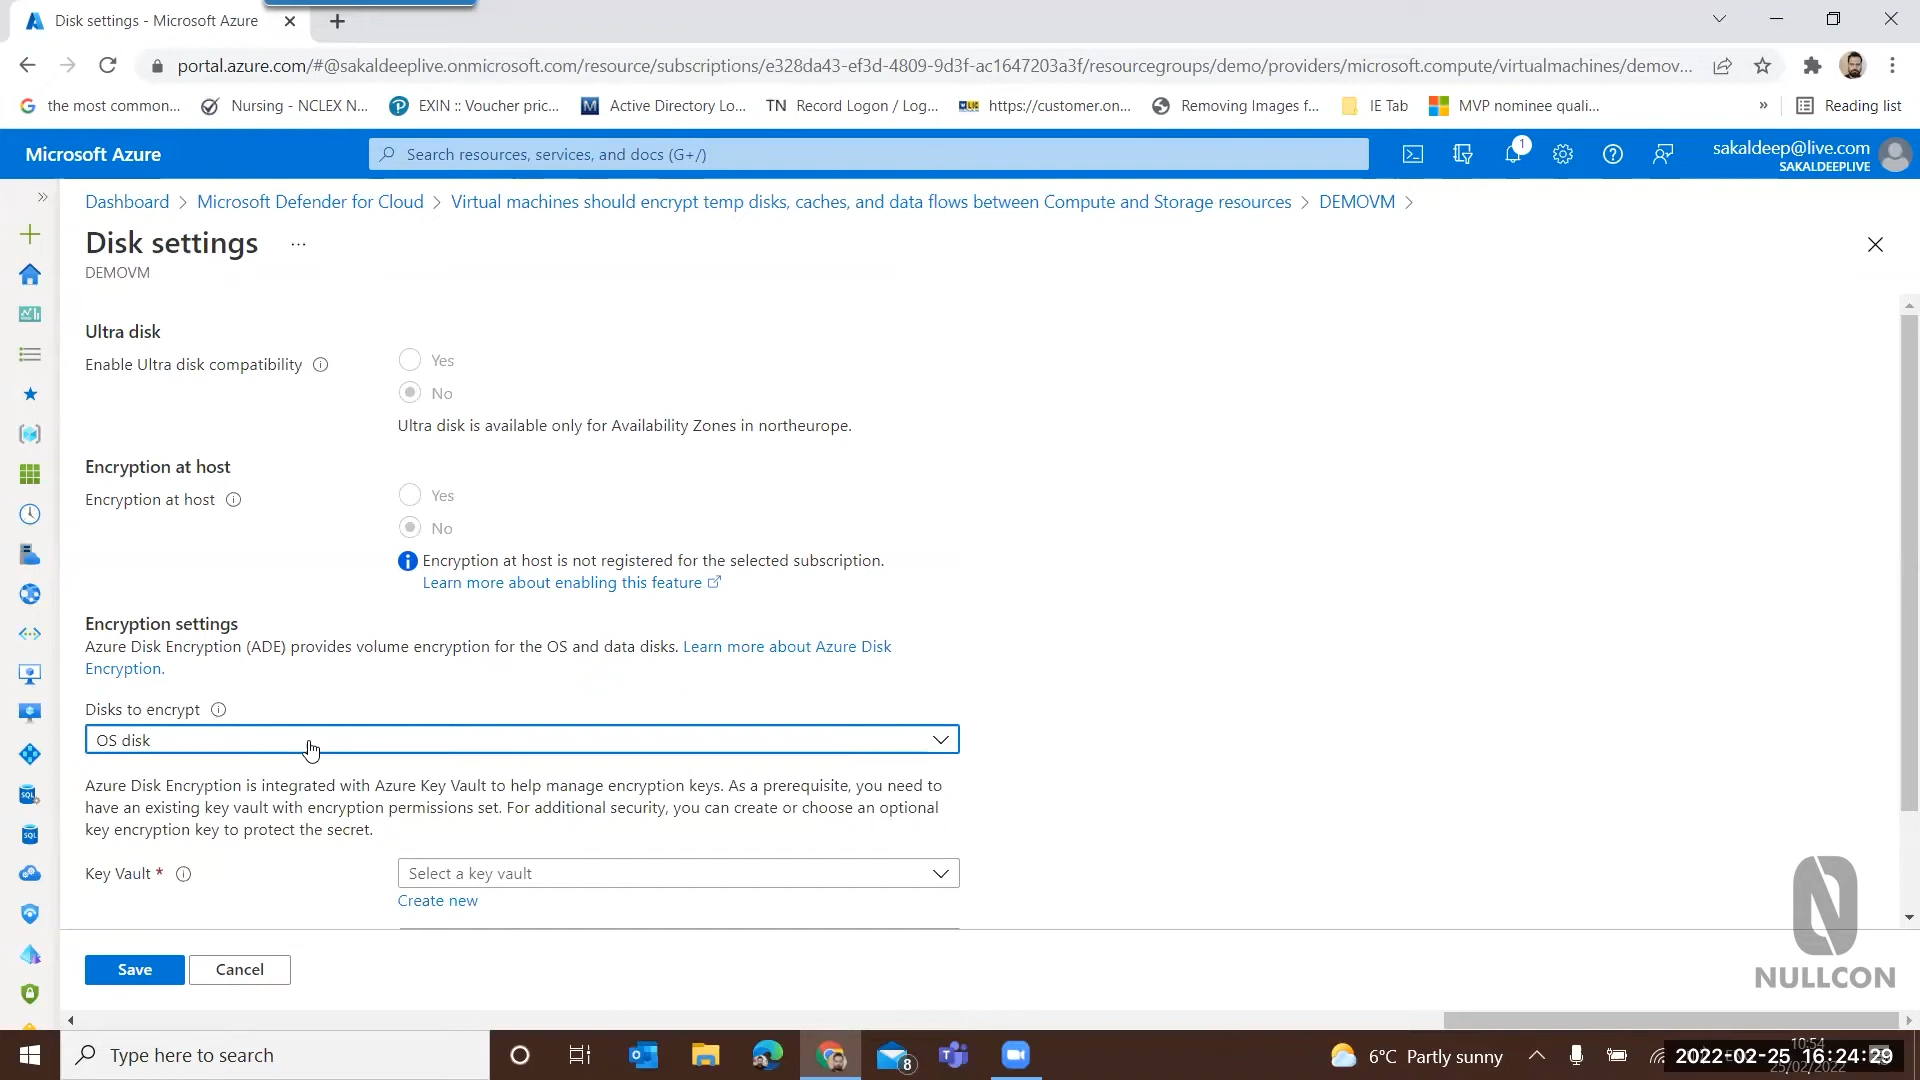 Disk settings - Microsoft Azure
portal.azure.com/#@sakaldeeplive.onmicrosoft.com/resource/subscriptions/e328da43-ef3d-4809-9d3f-ac1647203a3f/resourcegroups/demo/providers/microsoft.compute/virtualmachines/demov...
the most common... Nursing - NCLEX N... EXIN :: Voucher pric... Active Directory Lo... TN Record Logon / Log... https://customer.on... Removing Images f... IE Tab MVP nominee quali... » Reading list
Microsoft Azure
Search resources, services, and docs (G+/)
1
sakaldeep@live.com
SAKALDEEPLIVE
Dashboard > Microsoft Defender for Cloud > Virtual machines should encrypt temp disks, caches, and data flows between Compute and Storage resources > DEMOVM >
Disk settings ...
DEMOVM
Ultra disk
Enable Ultra disk compatibility
Yes
No
Ultra disk is available only for Availability Zones in northeurope.
Encryption at host
Encryption at host
Yes
No
Encryption at host is not registered for the selected subscription.
Learn more about enabling this feature
Encryption settings
Azure Disk Encryption (ADE) provides volume encryption for the OS and data disks. Learn more about Azure Disk
Encryption.
Disks to encrypt
OS disk
Azure Disk Encryption is integrated with Azure Key Vault to help manage encryption keys. As a prerequisite, you need to
have an existing key vault with encryption permissions set. For additional security, you can create or choose an optional
key encryption key to protect the secret.
Key Vault *
Select a key vault
Create new
Save
Cancel
NULLCON
Type here to search
8
6°C Partly sunny
10:54
2022-02-25 16:24:29
25/02/2022